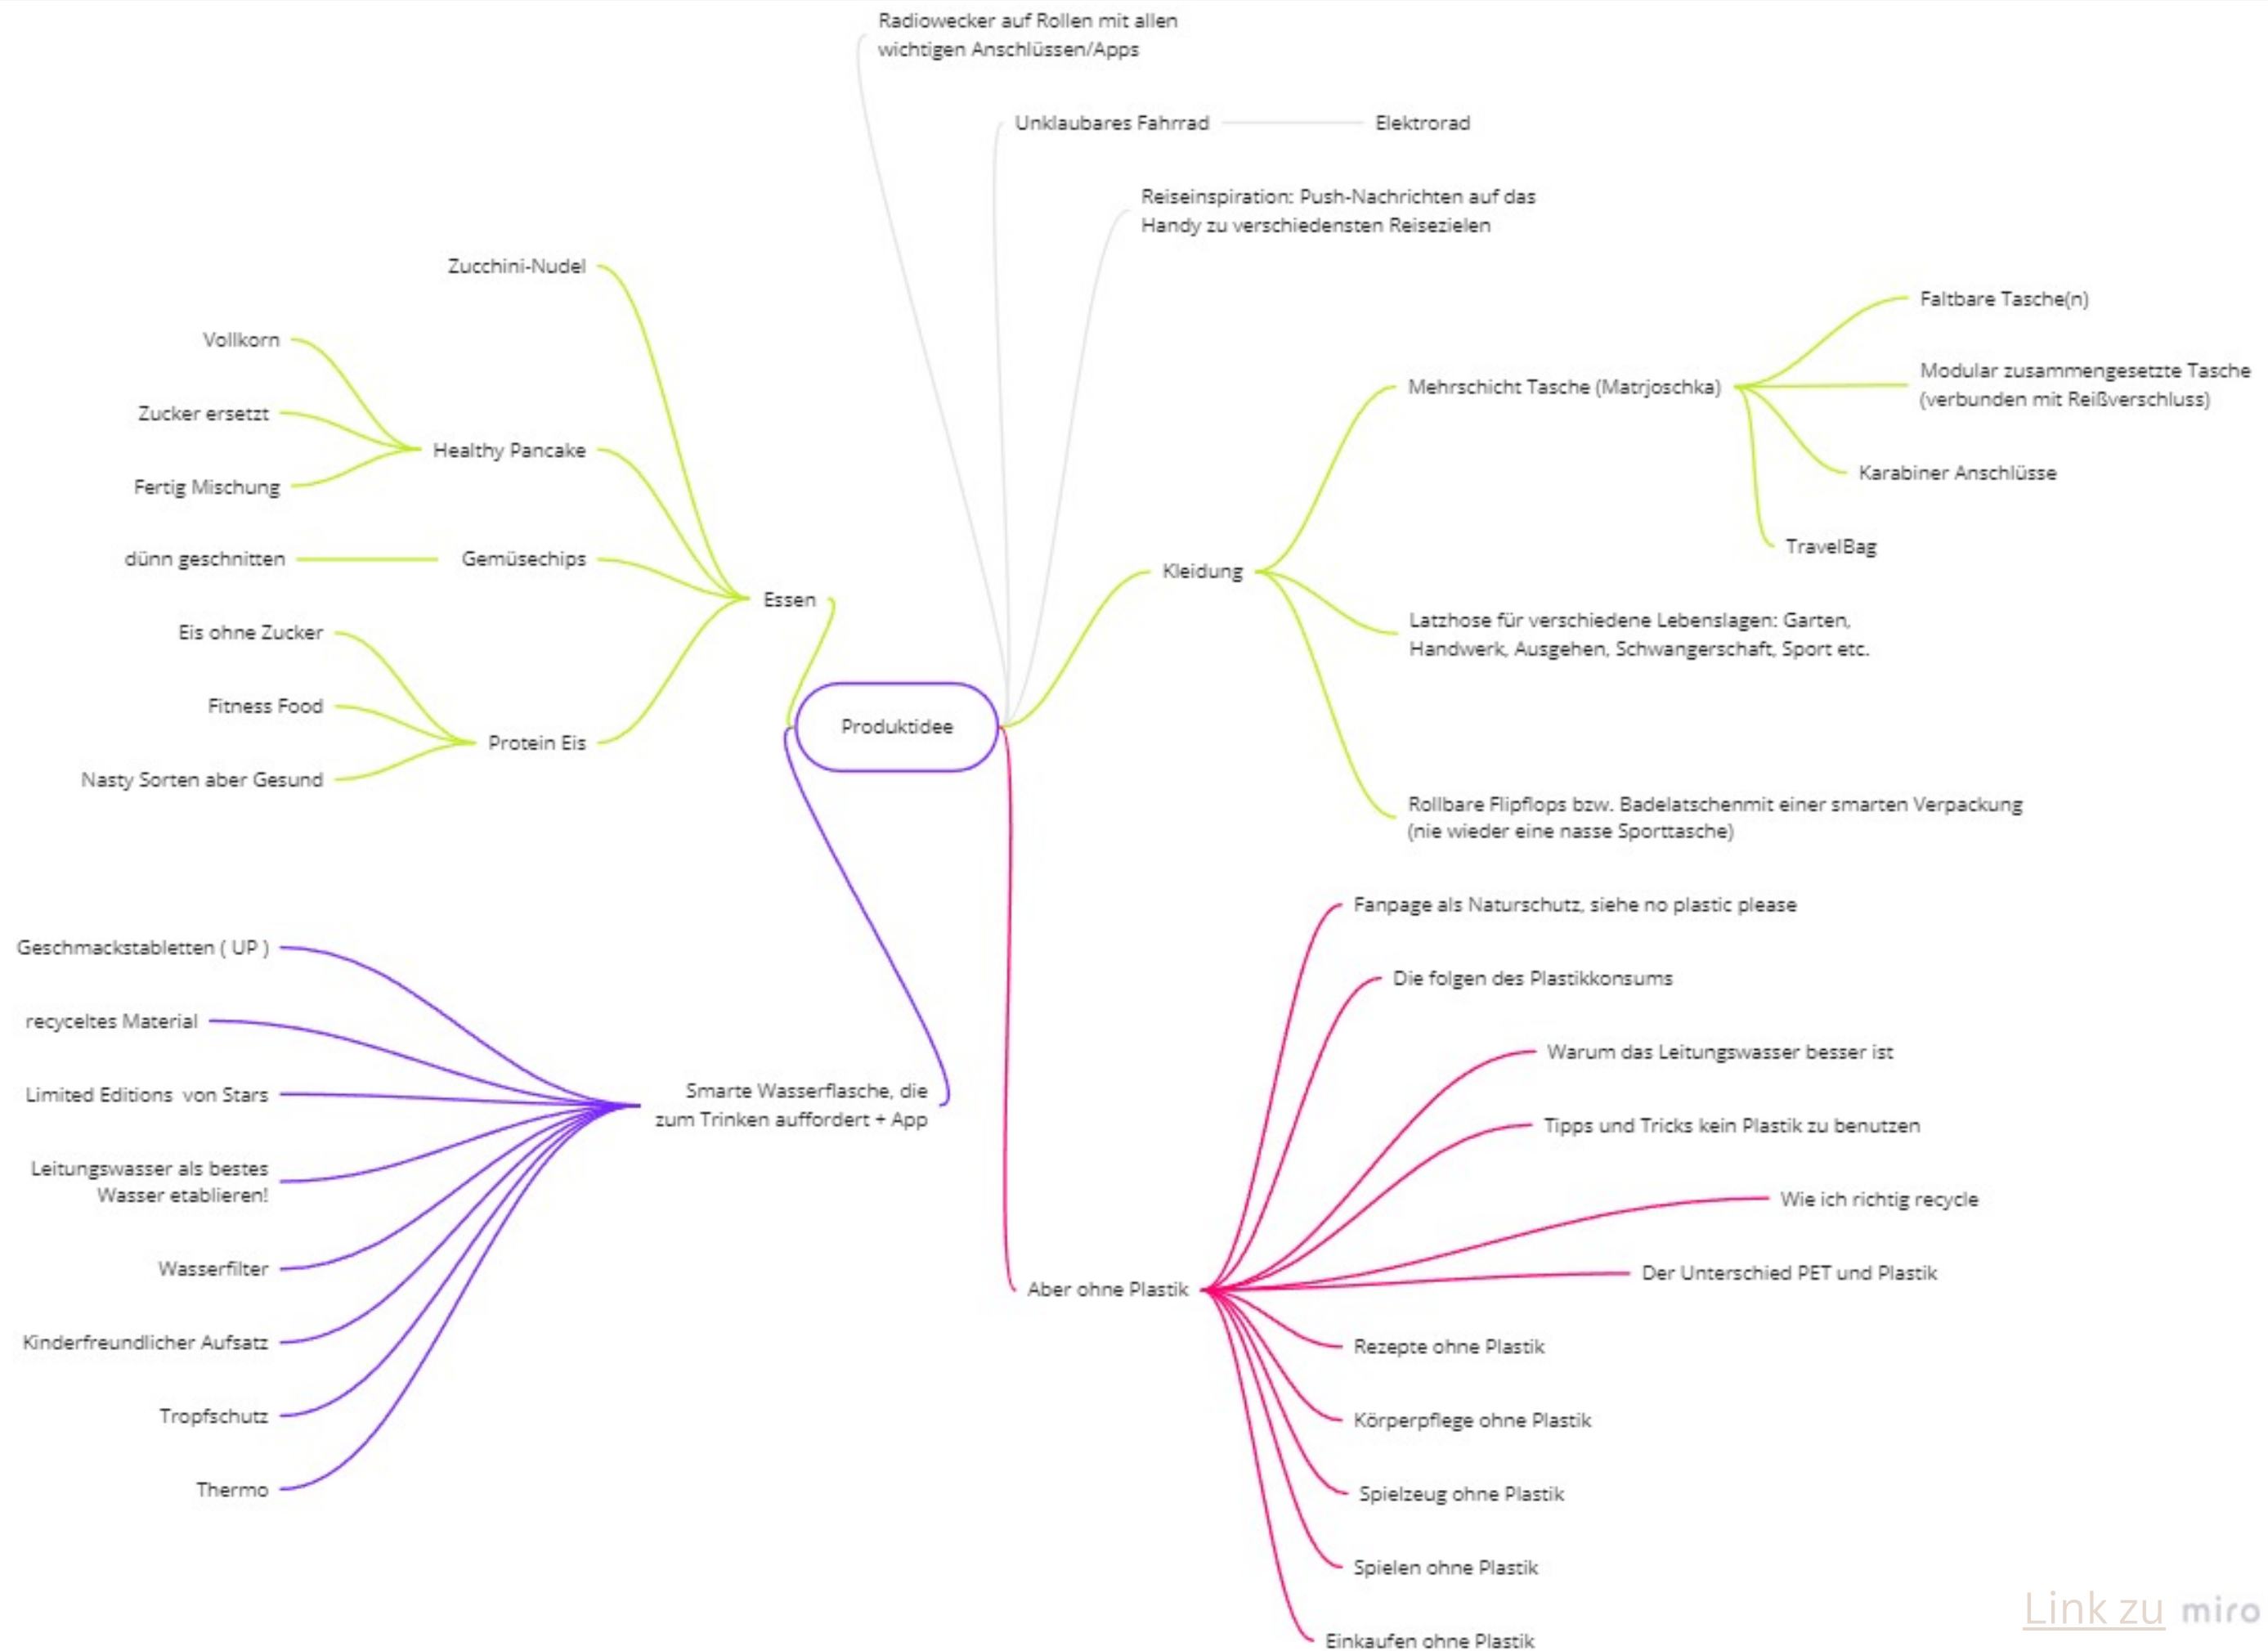 Radiowecker auf Rollen mit allen
wichtigen Anschlüssen/Apps
Unklaubares Fahrrad
Elektrorad
Reiseinspiration: Push-Nachrichten auf das
Handy zu verschiedensten Reisezielen
Zucchini-Nudel
Vollkorn
Zucker ersetzt
Healthy Pancake
Fertig Mischung
dünn geschnitten
Gemüsechips
Essen
Eis ohne Zucker
Fitness Food
Protein Eis
Nasty Sorten aber Gesund
Produktidee
Kleidung
Mehrschicht Tasche (Matrjoschka)
Faltbare Tasche(n)
Modular zusammengesetzte Tasche
(verbunden mit Reißverschluss)
Karabiner Anschlüsse
TravelBag
Latzhose für verschiedene Lebenslagen: Garten,
Handwerk, Ausgehen, Schwangerschaft, Sport etc.
Rollbare Flipflops bzw. Badelatschenmit einer smarten Verpackung
(nie wieder eine nasse Sporttasche)
Geschmackstabletten ( UP )
recyceltes Material
Limited Editions  von Stars
Leitungswasser als bestes
Wasser etablieren!
Wasserfilter
Kinderfreundlicher Aufsatz
Tropfschutz
Thermo
Smarte Wasserflasche, die
zum Trinken auffordert + App
Aber ohne Plastik
Fanpage als Naturschutz, siehe no plastic please
Die folgen des Plastikkonsums
Warum das Leitungswasser besser ist
Tipps und Tricks kein Plastik zu benutzen
Wie ich richtig recycle
Der Unterschied PET und Plastik
Rezepte ohne Plastik
Körperpflege ohne Plastik
Spielzeug ohne Plastik
Spielen ohne Plastik
Einkaufen ohne Plastik
Link zu miro